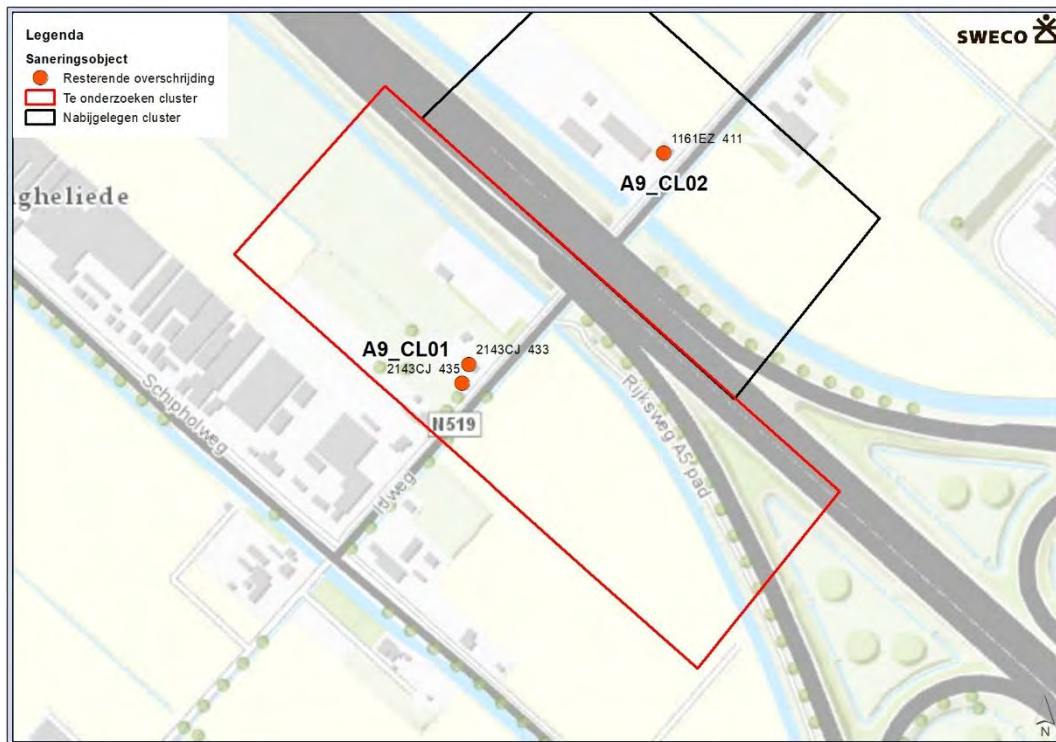 Legenda
Saneringsobject
Resterende overschrijding
Te onderzoeken cluster
Nabijgelegen cluster
SWECO
1161EZ 411
A9_CL02
gheliede
A9_CL01
2143CJ 433
2143CJ 435
N519
Schipholweg
Rijksweg A5 pad
N